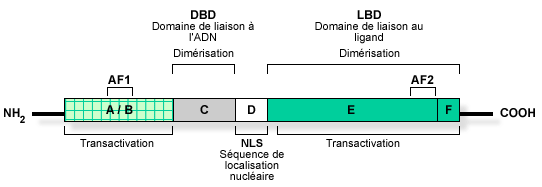 DBD
Domaine de liaison à
l'ADN
Dimérisation
LBD
Domaine de liaison au
ligand
Dimérisation
AF1
AF2
NH2
A / B
C
D
E
F
COOH
Transactivation
NLS
Séquence de
localisation
nucléaire
Transactivation